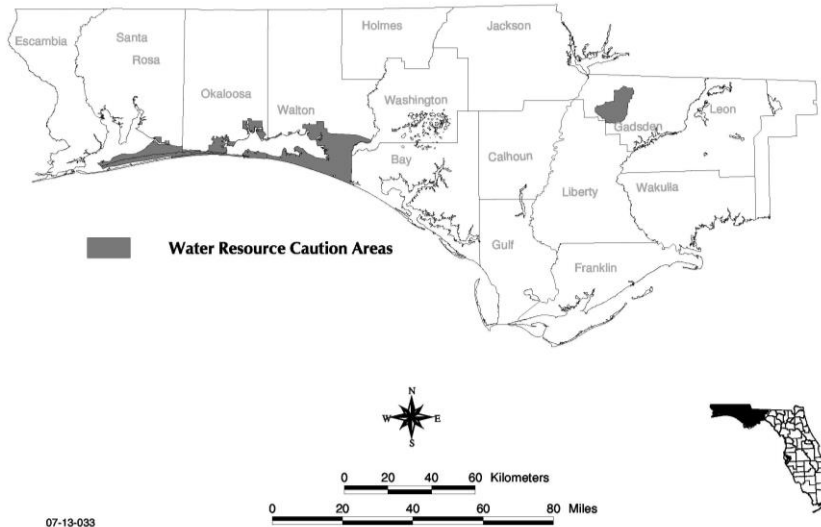 Escambia
Santa
Rosa
Okaloosa
Walton
Holmes
Jackson
Washington
Bay
Calhoun
Gulf
Liberty
Gadsden
Leon
Wakulla
Franklin
Water Resource Caution Areas
N
W E
S
0 20 40 60 Kilometers
0 20 40 60 80 Miles
07-13-033